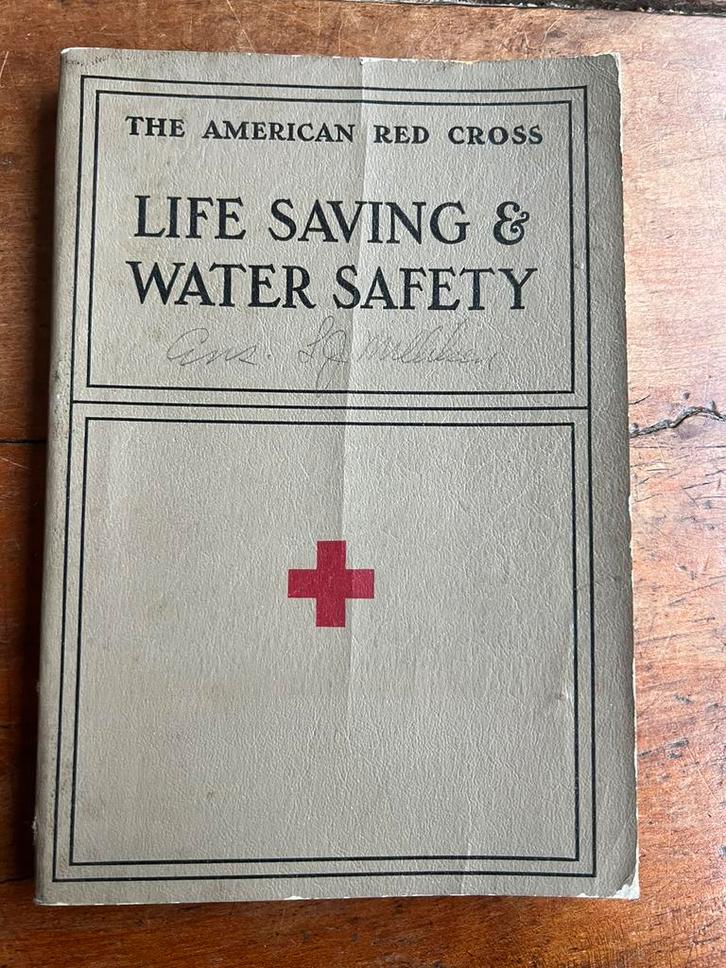 THE AMERICAN RED CROSS
LIFE SAVING &
WATER SAFETY